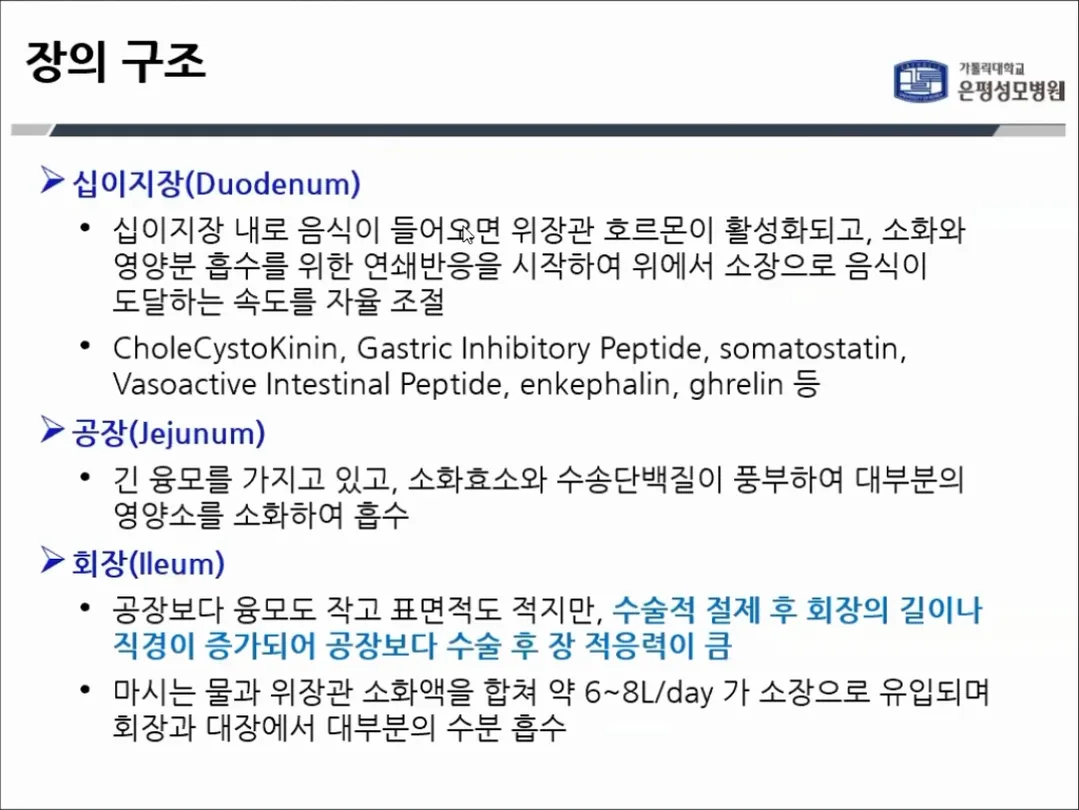 장의 구조
가톨릭대학교
은평성모병원
십이지장(Duodenum)
• 십이지장 내로 음식이 들어오면 위장관 호르몬이 활성화되고, 소화와
영양분 흡수를 위한 연쇄반응을 시작하여 위에서 소장으로 음식이
도달하는 속도를 자율 조절
• CholeCystoKinin, Gastric Inhibitory Peptide, somatostatin,
Vasoactive Intestinal Peptide, enkephalin, ghrelin 등
공장(Jejunum)
• 긴 융모를 가지고 있고, 소화효소와 수송단백질이 풍부하여 대부분의
영양소를 소화하여 흡수
회장(Ileum)
• 공장보다 융모도 작고 표면적도 적지만, 수술적 절제 후 회장의 길이나
직경이 증가되어 공장보다 수술 후 장 적응력이 큼
• 마시는 물과 위장관 소화액을 합쳐 약 6~8L/day 가 소장으로 유입되며
회장과 대장에서 대부분의 수분 흡수